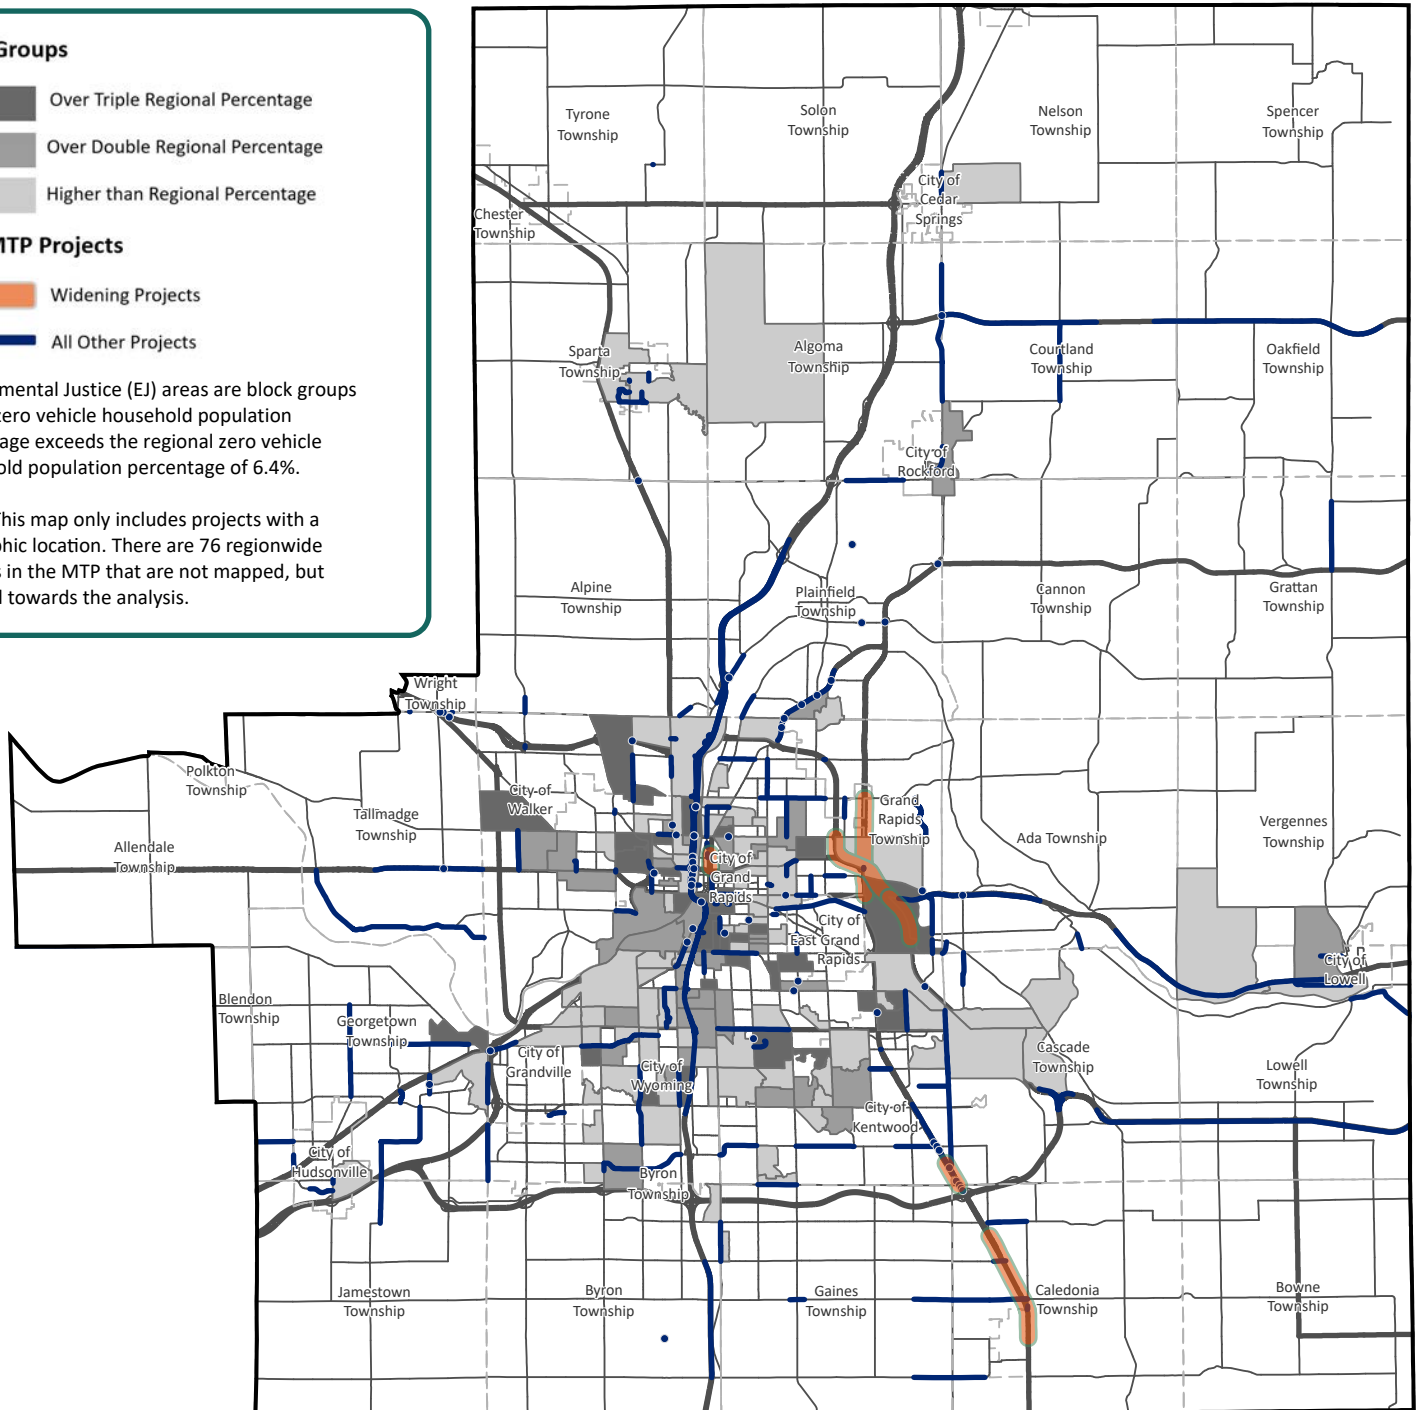 Groups
Over Triple Regional Percentage
Over Double Regional Percentage
Higher than Regional Percentage
MTP Projects
Widening Projects
All Other Projects
mental Justice (EJ) areas are block groups
zero vehicle household population
age exceeds the regional zero vehicle
old population percentage of 6.4%.
This map only includes projects with a
phic location. There are 76 regionwide
s in the MTP that are not mapped, but
d towards the analysis.
Tyrone
Township
Solon
Township
Nelson
Township
Spencer
Township
City of
Cedar
Springs
Chester
Township
Sparta
Township
Algoma
Township
Courtland
Township
Oakfield
Township
City of
Rockford
Alpine
Township
Plainfield
Township
Cannon
Township
Grattan
Township
Wright
Township
Polkton
Township
City of
Walker
Tallmadge
Township
Grand
Rapids
Township
Ada Township
Vergennes
Township
Allendale
Township
City of
Grand
Rapids
City of
East Grand
Rapids
City of
Lowell
Blendon
Township
Georgetown
Township
City of
Grandville
City of
Wyoming
Cascade
Township
Lowell
Township
City of
Kentwood
City of
Hudsonville
Byron
Township
Jamestown
Township
Byron
Township
Gaines
Township
Caledonia
Township
Bowne
Township